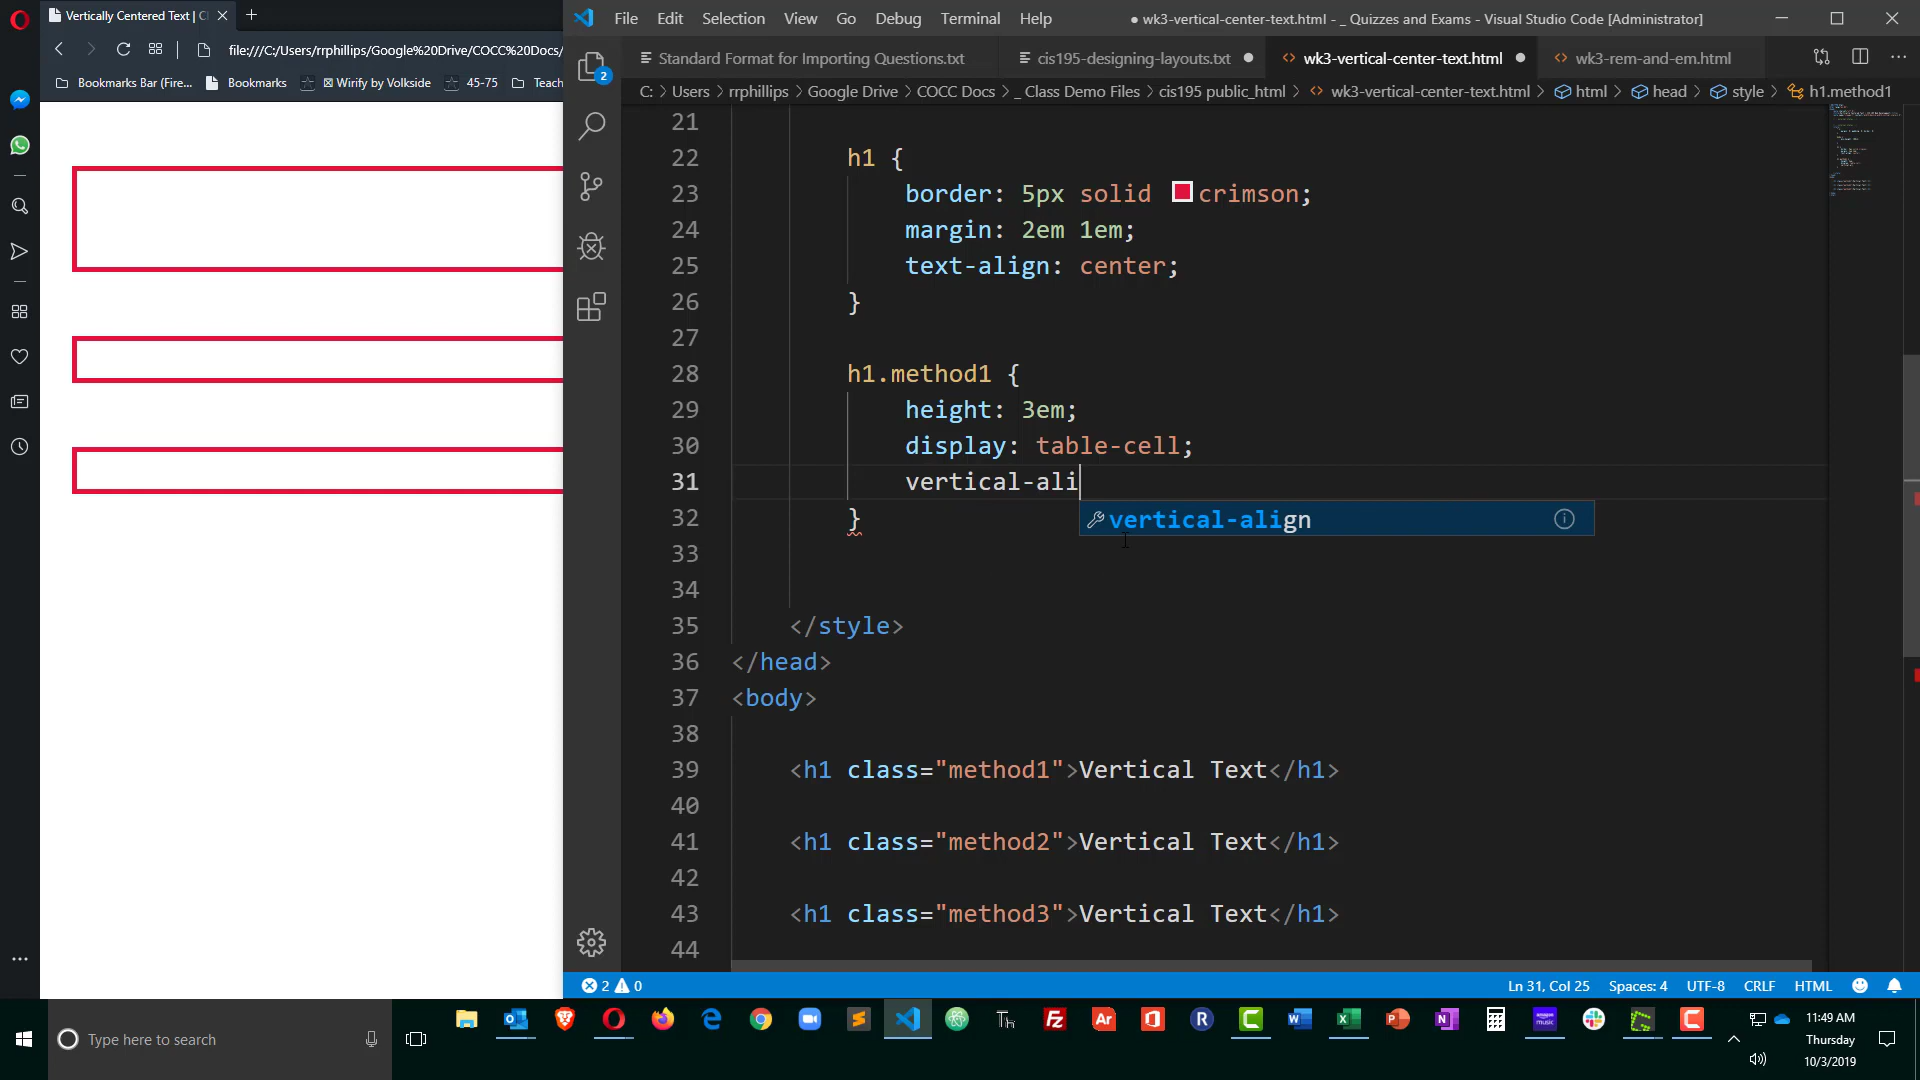 Vertically Centered Text | C
file:///C:/Users/rrphillips/Google%20Drive/COCC%20Docs/
Bookmarks Bar (Fire... Bookmarks Wirify by Volkside 45-75 Teach
File Edit Selection View Go Debug Terminal Help
● wk3-vertical-center-text.html - _ Quizzes and Exams - Visual Studio Code [Administrator]
Standard Format for Importing Questions.txt cis195-designing-layouts.txt wk3-vertical-center-text.html wk3-rem-and-em.html
C: > Users > rrphillips > Google Drive > COCC Docs > _ Class Demo Files > cis195 public_html > wk3-vertical-center-text.html > html > head > style > h1.method1
2
21
22 h1 {
23 border: 5px solid crimson;
24 margin: 2em 1em;
25 text-align: center;
26 }
27
28 h1.method1 {
29 height: 3em;
30 display: table-cell;
31 vertical-ali
vertical-align
32 }
33
34
35 </style>
36 </head>
37 <body>
38
39 <h1 class="method1">Vertical Text</h1>
40
41 <h1 class="method2">Vertical Text</h1>
42
43 <h1 class="method3">Vertical Text</h1>
44
2 0 Ln 31, Col 25 Spaces: 4 UTF-8 CRLF HTML
Type here to search
11:49 AM
Thursday
10/3/2019